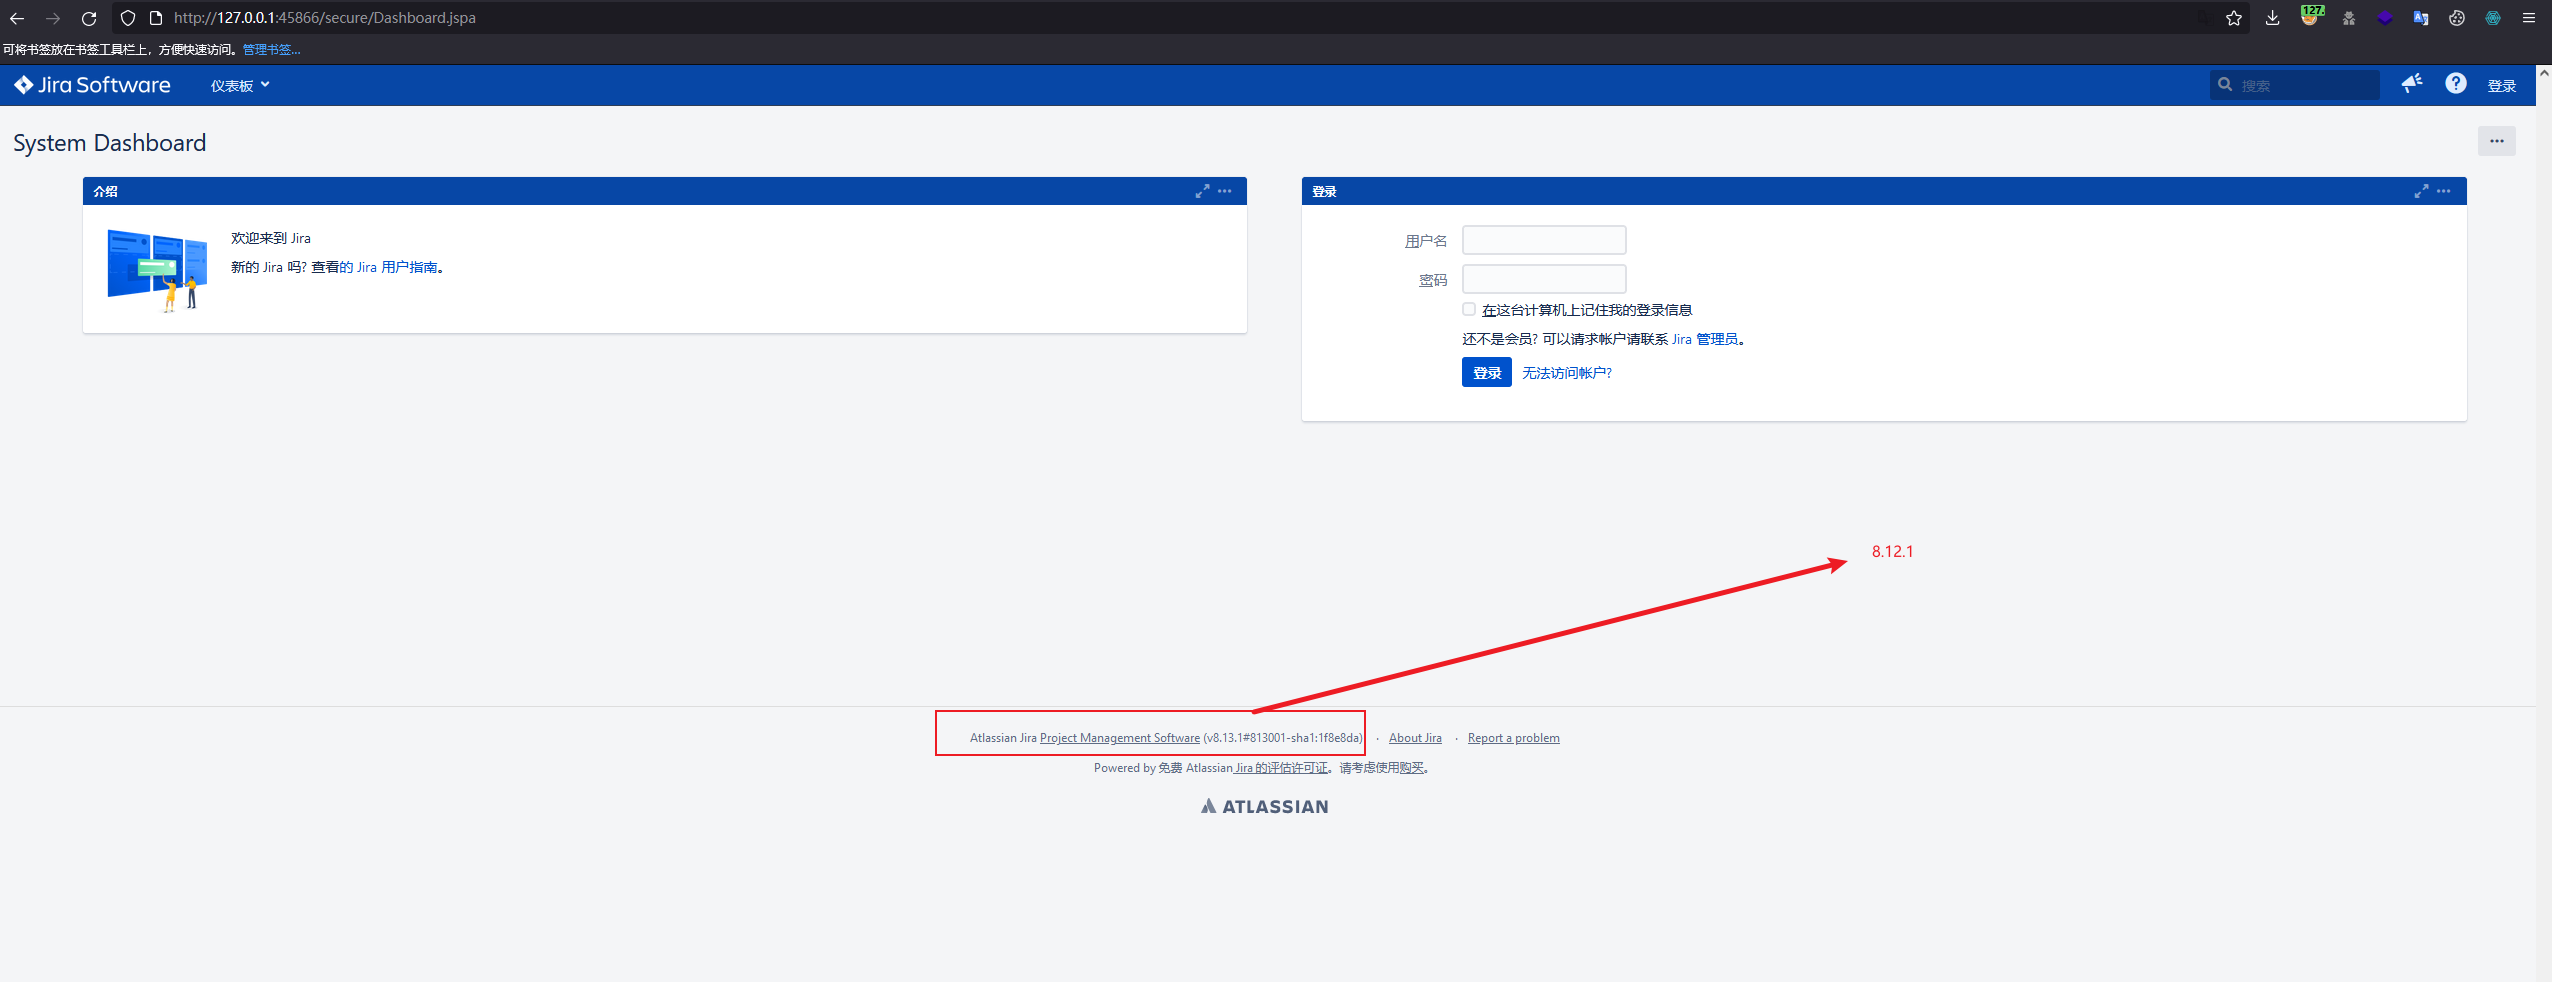 http://127.0.0.1:45866/secure/Dashboard.jspa
127.
可将书签放在书签工具栏上，方便快速访问。管理书签...
Jira Software
仪表板
搜索
登录
System Dashboard
介绍
欢迎来到 Jira
新的 Jira 吗? 查看的 Jira 用户指南。
登录
用户名
密码
在这台计算机上记住我的登录信息
还不是会员? 可以请求帐户请联系 Jira 管理员。
登录 无法访问帐户?
8.12.1
Atlassian Jira Project Management Software (v8.13.1#813001-sha1:1f8e8da) · About Jira · Report a problem
Powered by 免费 Atlassian Jira 的评估许可证。请考虑使用购买。
ATLASSIAN